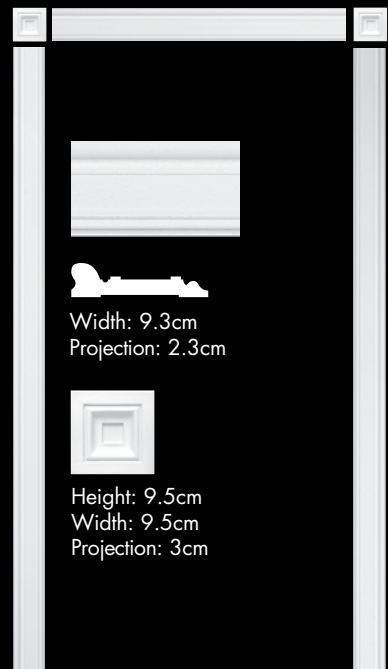 Width: 9.3cm
Projection: 2.3cm
Height: 9.5cm
Width: 9.5cm
Projection: 3cm